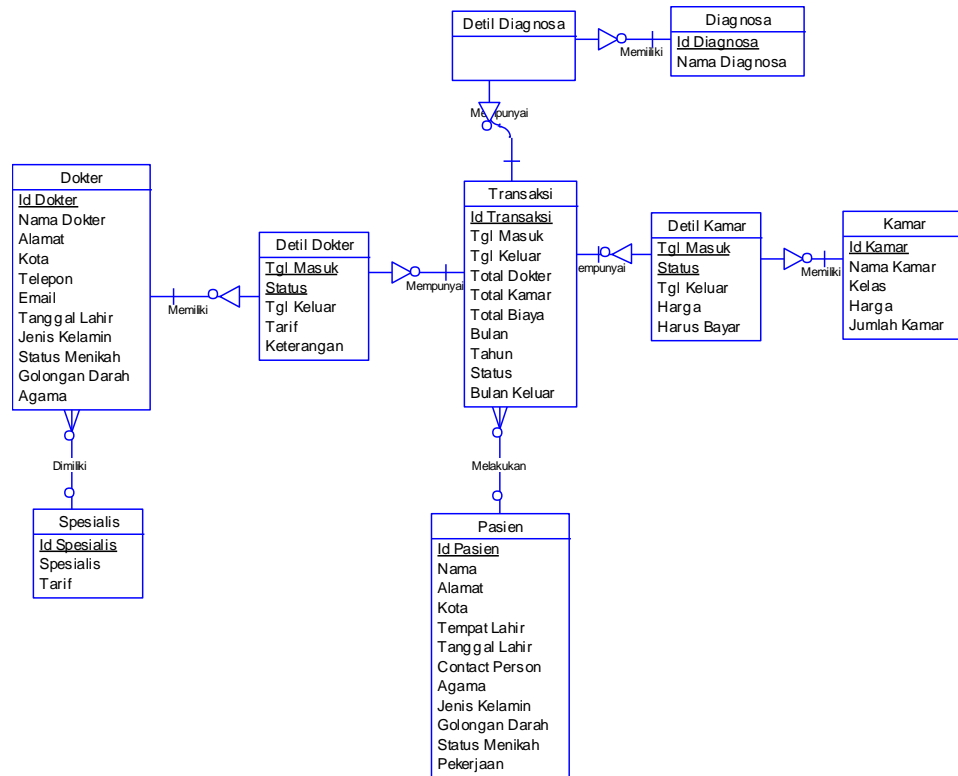 Detil Diagnosa
Diagnosa
Id Diagnosa
Nama Diagnosa
Memiliki
Mempunyai
Dokter
Id Dokter
Nama Dokter
Alamat
Kota
Telepon
Email
Tanggal Lahir
Jenis Kelamin
Status Menikah
Golongan Darah
Agama
Memiliki
Detil Dokter
Tgl Masuk
Status
Tgl Keluar
Tarif
Keterangan
Mempunyai
Transaksi
Id Transaksi
Tgl Masuk
Tgl Keluar
Total Dokter
Total Kamar
Total Biaya
Bulan
Tahun
Status
Bulan Keluar
empunyai
Detil Kamar
Tgl Masuk
Status
Tgl Keluar
Harga
Harus Bayar
Memiliki
Kamar
Id Kamar
Nama Kamar
Kelas
Harga
Jumlah Kamar
Dimiliki
Melakukan
Spesialis
Id Spesialis
Spesialis
Tarif
Pasien
Id Pasien
Nama
Alamat
Kota
Tempat Lahir
Tanggal Lahir
Contact Person
Agama
Jenis Kelamin
Golongan Darah
Status Menikah
Pekerjaan